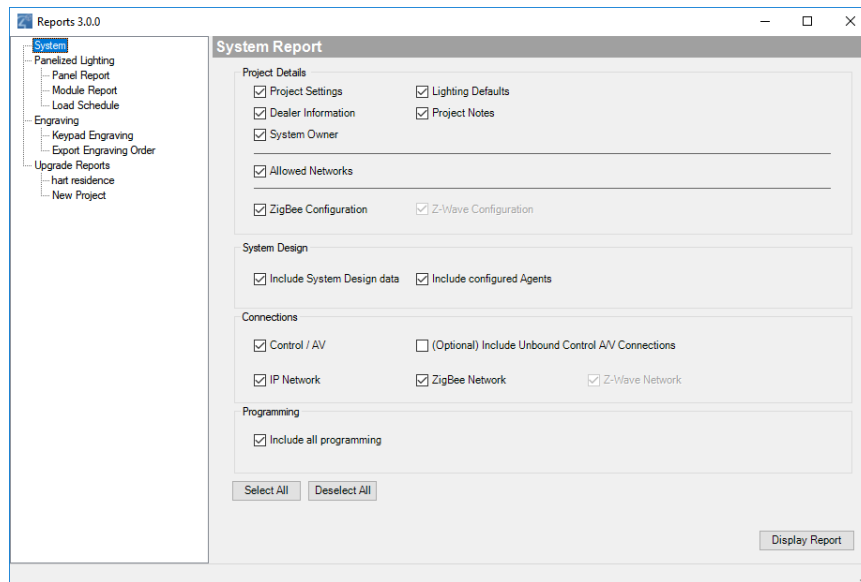 Reports 3.0.0
System
Panelized Lighting
Panel Report
Module Report
Load Schedule
Engraving
Keypad Engraving
Export Engraving Order
Upgrade Reports
hart residence
New Project
System Report
Project Details
Project Settings Lighting Defaults
Dealer Information Project Notes
System Owner
Allowed Networks
ZigBee Configuration Z-Wave Configuration
System Design
Include System Design data Include configured Agents
Connections
Control / AV (Optional) Include Unbound Control A/V Connections
IP Network ZigBee Network Z-Wave Network
Programming
Include all programming
Select All Deselect All
Display Report